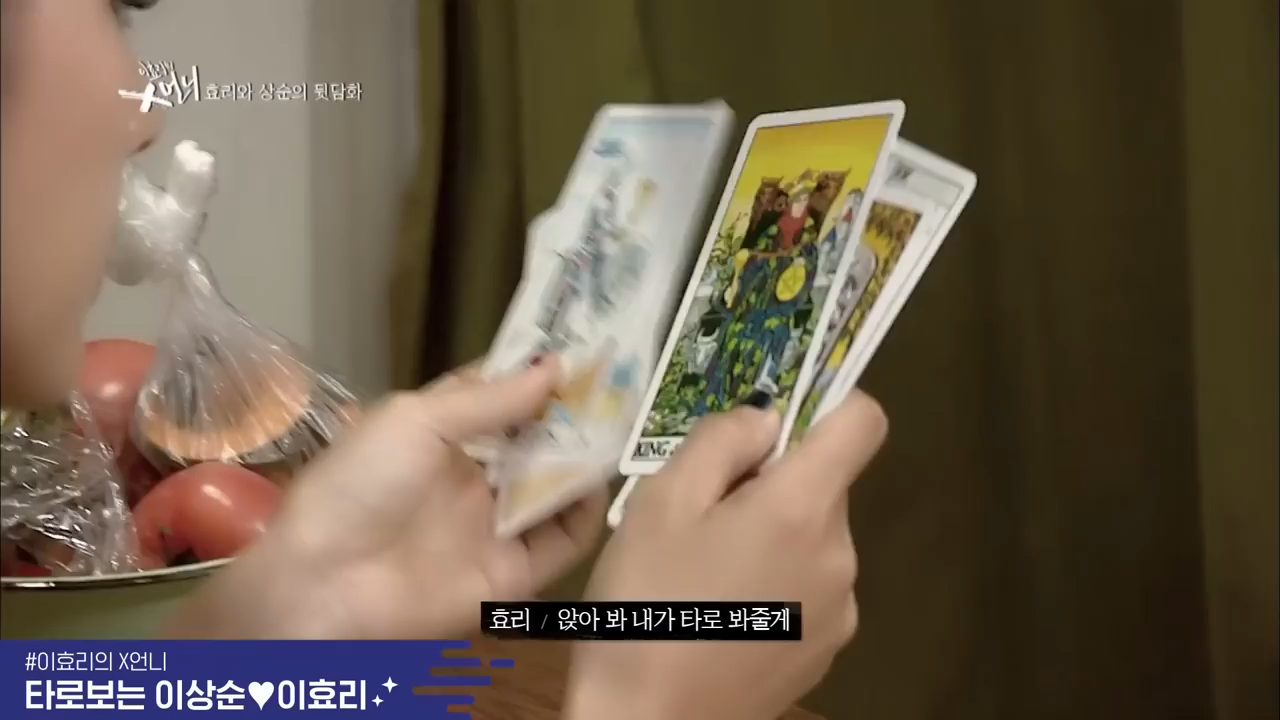 이효리의
X언니 효리와 상순의 뒷담화
KING
효리 / 앉아 봐 내가 타로 봐줄게
#이효리의 X언니
타로보는 이상순♥이효리